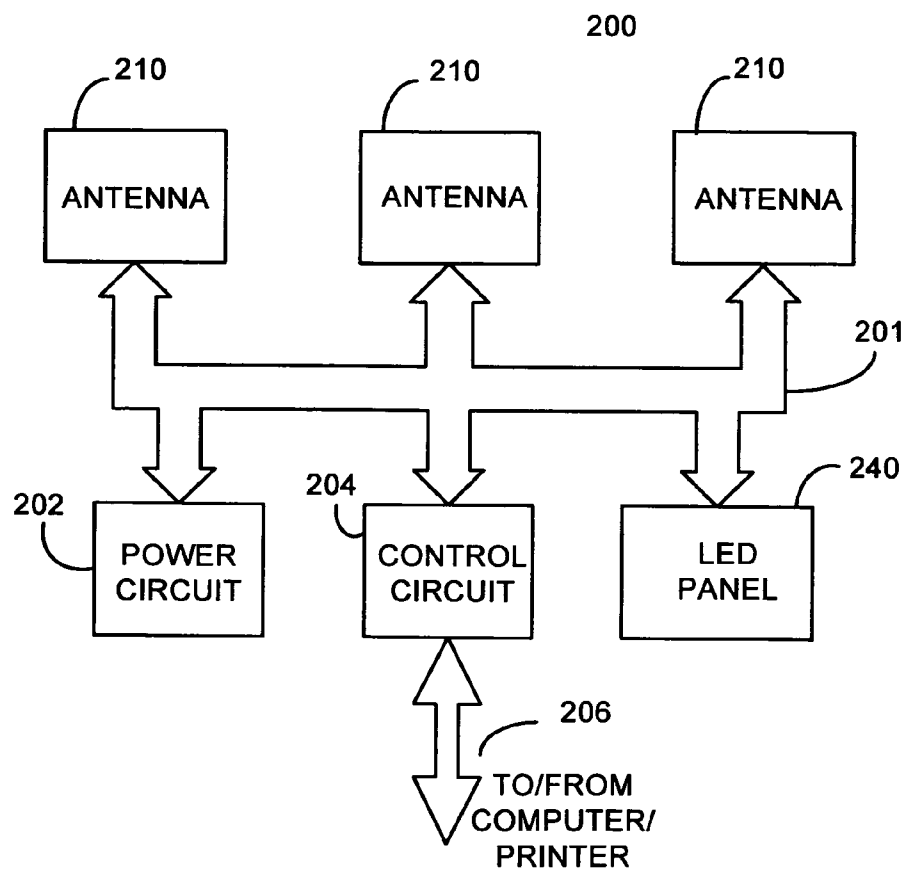 200
210
210
210
ANTENNA
ANTENNA
ANTENNA
201
202
204
240
POWER
CIRCUIT
CONTROL
CIRCUIT
LED
PANEL
206
TO/FROM
COMPUTER/
PRINTER